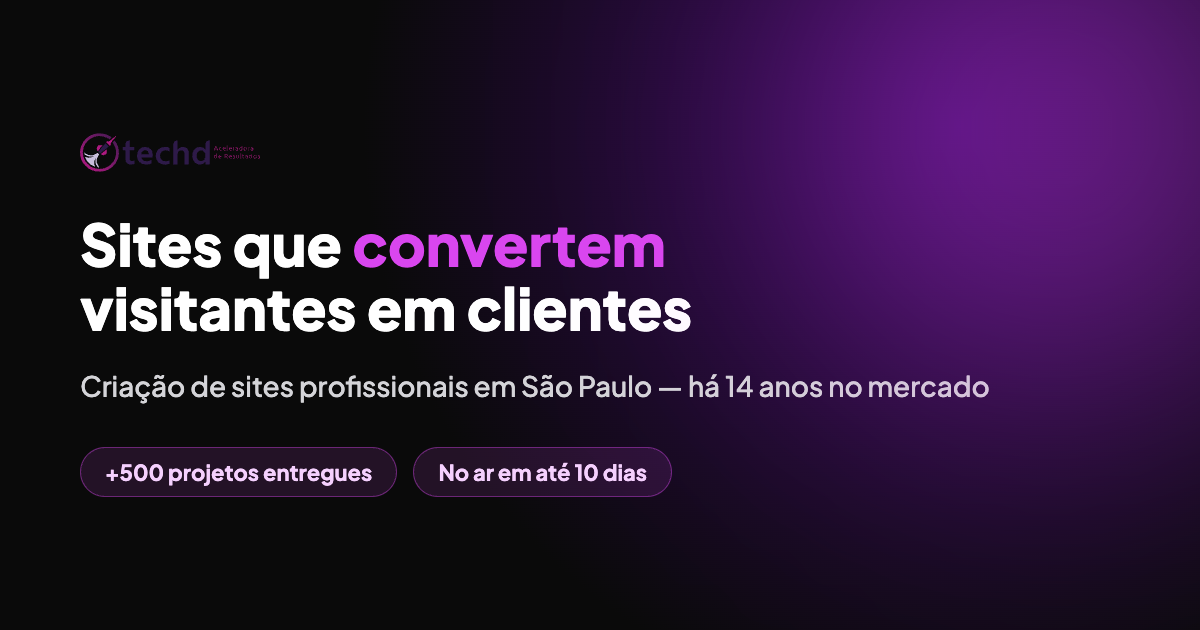 techd
Aceleradora
de Resultados
Sites que convertem
visitantes em clientes
Criação de sites profissionais em São Paulo — há 14 anos no mercado
+500 projetos entregues
No ar em até 10 dias